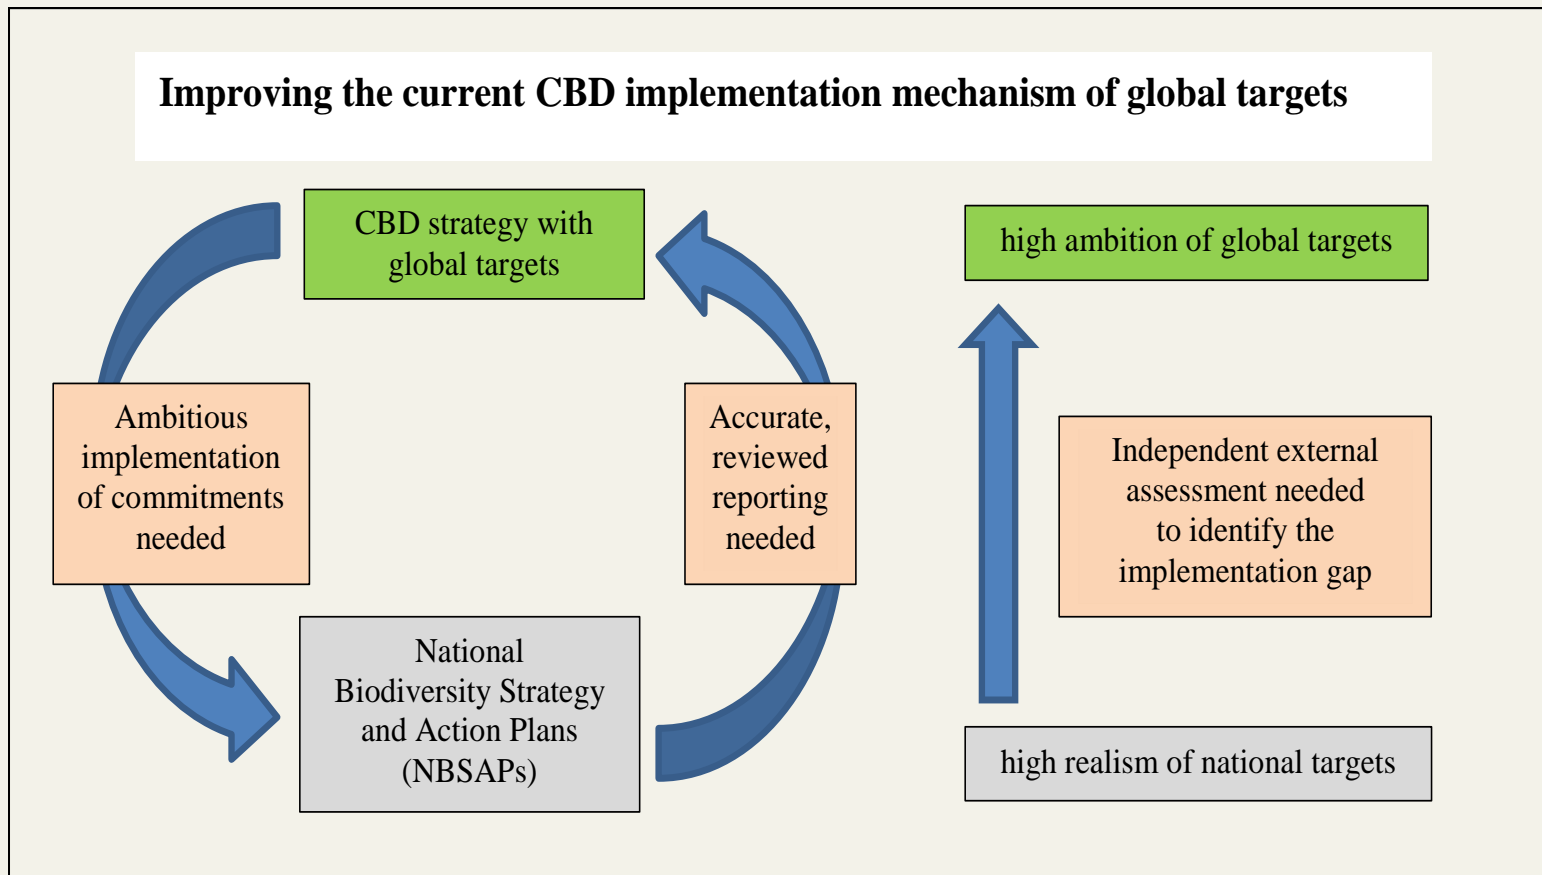 Improving the current CBD implementation mechanism of global targets
CBD strategy with
global targets
Ambitious
implementation
of commitments
needed
Accurate,
reviewed
reporting
needed
National
Biodiversity Strategy
and Action Plans
(NBSAPs)
high ambition of global targets
Independent external
assessment needed
to identify the
implementation gap
high realism of national targets